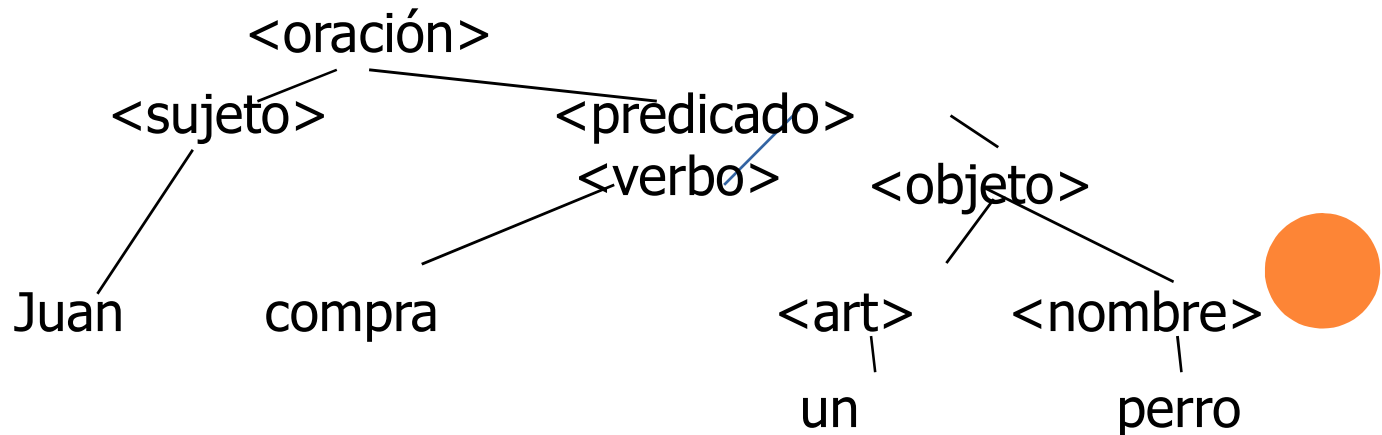 <oración>
<sujeto> <predicado>
<verbo> <objeto>
Juan compra <art> <nombre>
un perro